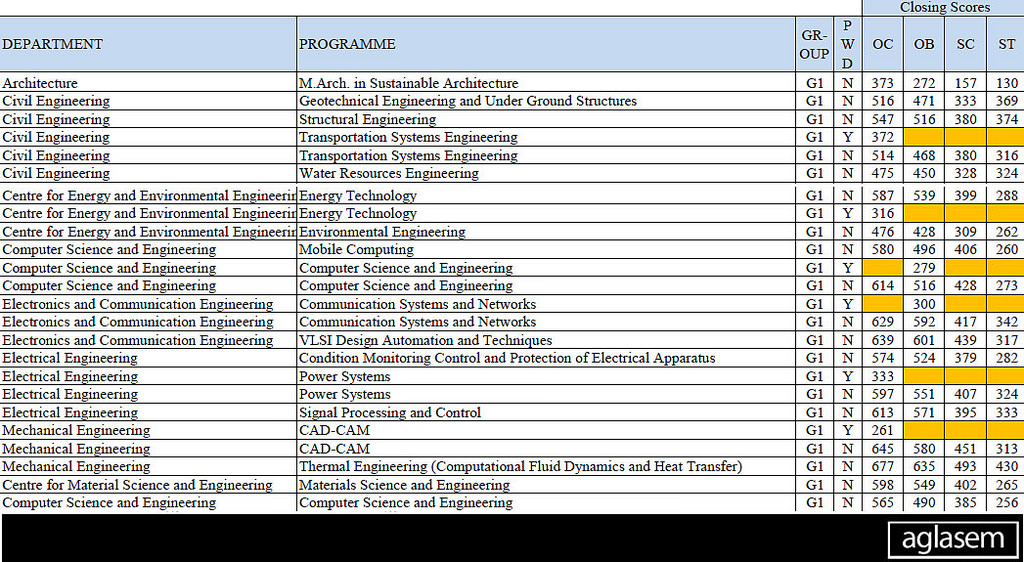 Closing Scores
DEPARTMENT PROGRAMME GR-OUP PWD OC OB SC ST
Architecture M.Arch. in Sustainable Architecture G1 N 373 272 157 130
Civil Engineering Geotechnical Engineering and Under Ground Structures G1 N 516 471 333 369
Civil Engineering Structural Engineering G1 N 547 516 380 374
Civil Engineering Transportation Systems Engineering G1 Y 372
Civil Engineering Transportation Systems Engineering G1 N 514 468 380 316
Civil Engineering Water Resources Engineering G1 N 475 450 328 324
Centre for Energy and Environmental Engineerin Energy Technology G1 N 587 539 399 288
Centre for Energy and Environmental Engineerin Energy Technology G1 Y 316
Centre for Energy and Environmental Engineerin Environmental Engineering G1 N 476 428 309 262
Computer Science and Engineering Mobile Computing G1 N 580 496 406 260
Computer Science and Engineering Computer Science and Engineering G1 Y 279
Computer Science and Engineering Computer Science and Engineering G1 N 614 516 428 273
Electronics and Communication Engineering Communication Systems and Networks G1 Y 300
Electronics and Communication Engineering Communication Systems and Networks G1 N 629 592 417 342
Electronics and Communication Engineering VLSI Design Automation and Techniques G1 N 639 601 439 317
Electrical Engineering Condition Monitoring Control and Protection of Electrical Apparatus G1 N 574 524 379 282
Electrical Engineering Power Systems G1 Y 333
Electrical Engineering Power Systems G1 N 597 551 407 324
Electrical Engineering Signal Processing and Control G1 N 613 571 395 333
Mechanical Engineering CAD-CAM G1 Y 261
Mechanical Engineering CAD-CAM G1 N 645 580 451 313
Mechanical Engineering Thermal Engineering (Computational Fluid Dynamics and Heat Transfer) G1 N 677 635 493 430
Centre for Material Science and Engineering Materials Science and Engineering G1 N 598 549 402 265
Computer Science and Engineering Computer Science and Engineering G1 N 565 490 385 256
aglasem